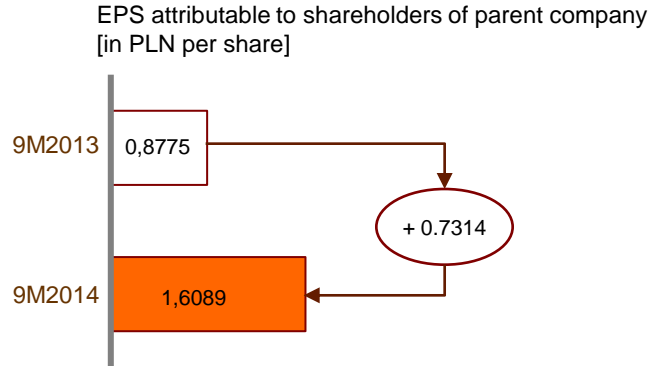 EPS attributable to shareholders of parent company
[in PLN per share]
9M2013
0,8775
+ 0.7314
9M2014
1,6089